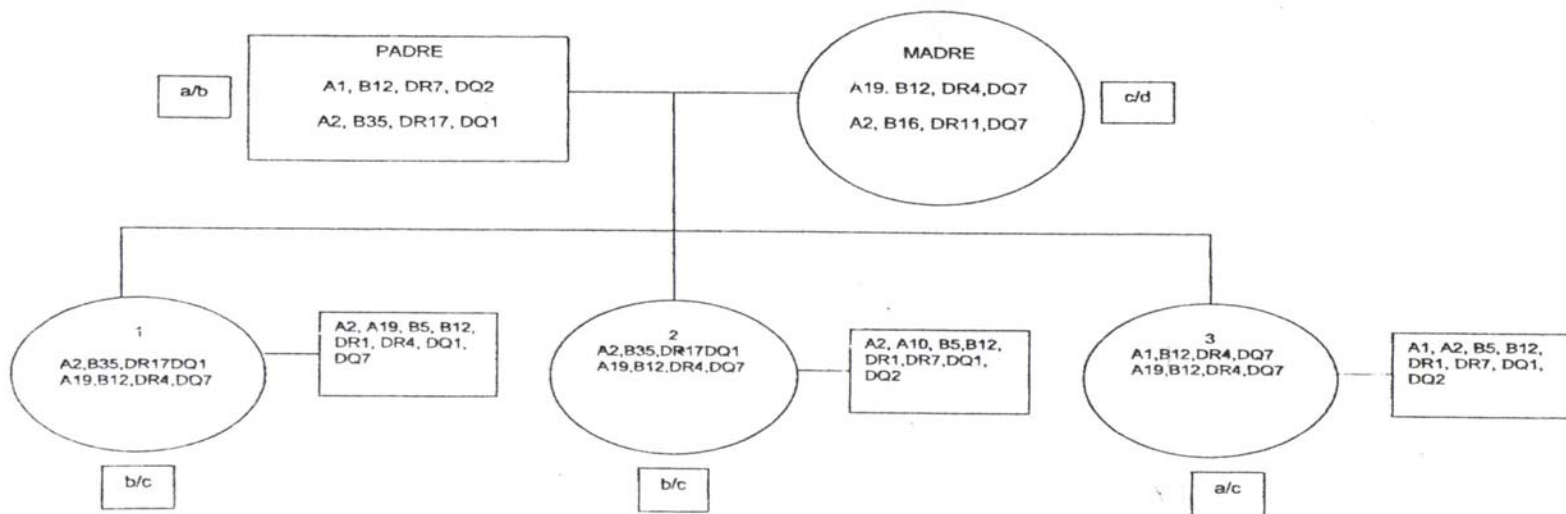 PADRE
A1, B12, DR7, DQ2
A2, B35, DR17, DQ1
a/b
MADRE
A19. B12, DR4,DQ7
A2, B16, DR11,DQ7
c/d
1
A2,B35,DR17DQ1
A19,B12,DR4,DQ7
A2, A19, B5, B12,
DR1, DR4, DQ1,
DQ7
b/c
2
A2,B35,DR17DQ1
A19,B12,DR4,DQ7
A2, A10, B5,B12,
DR1,DR7,DQ1,
DQ2
b/c
3
A1,B12,DR4,DQ7
A19,B12,DR4,DQ7
A1, A2, B5, B12,
DR1, DR7, DQ1,
DQ2
a/c